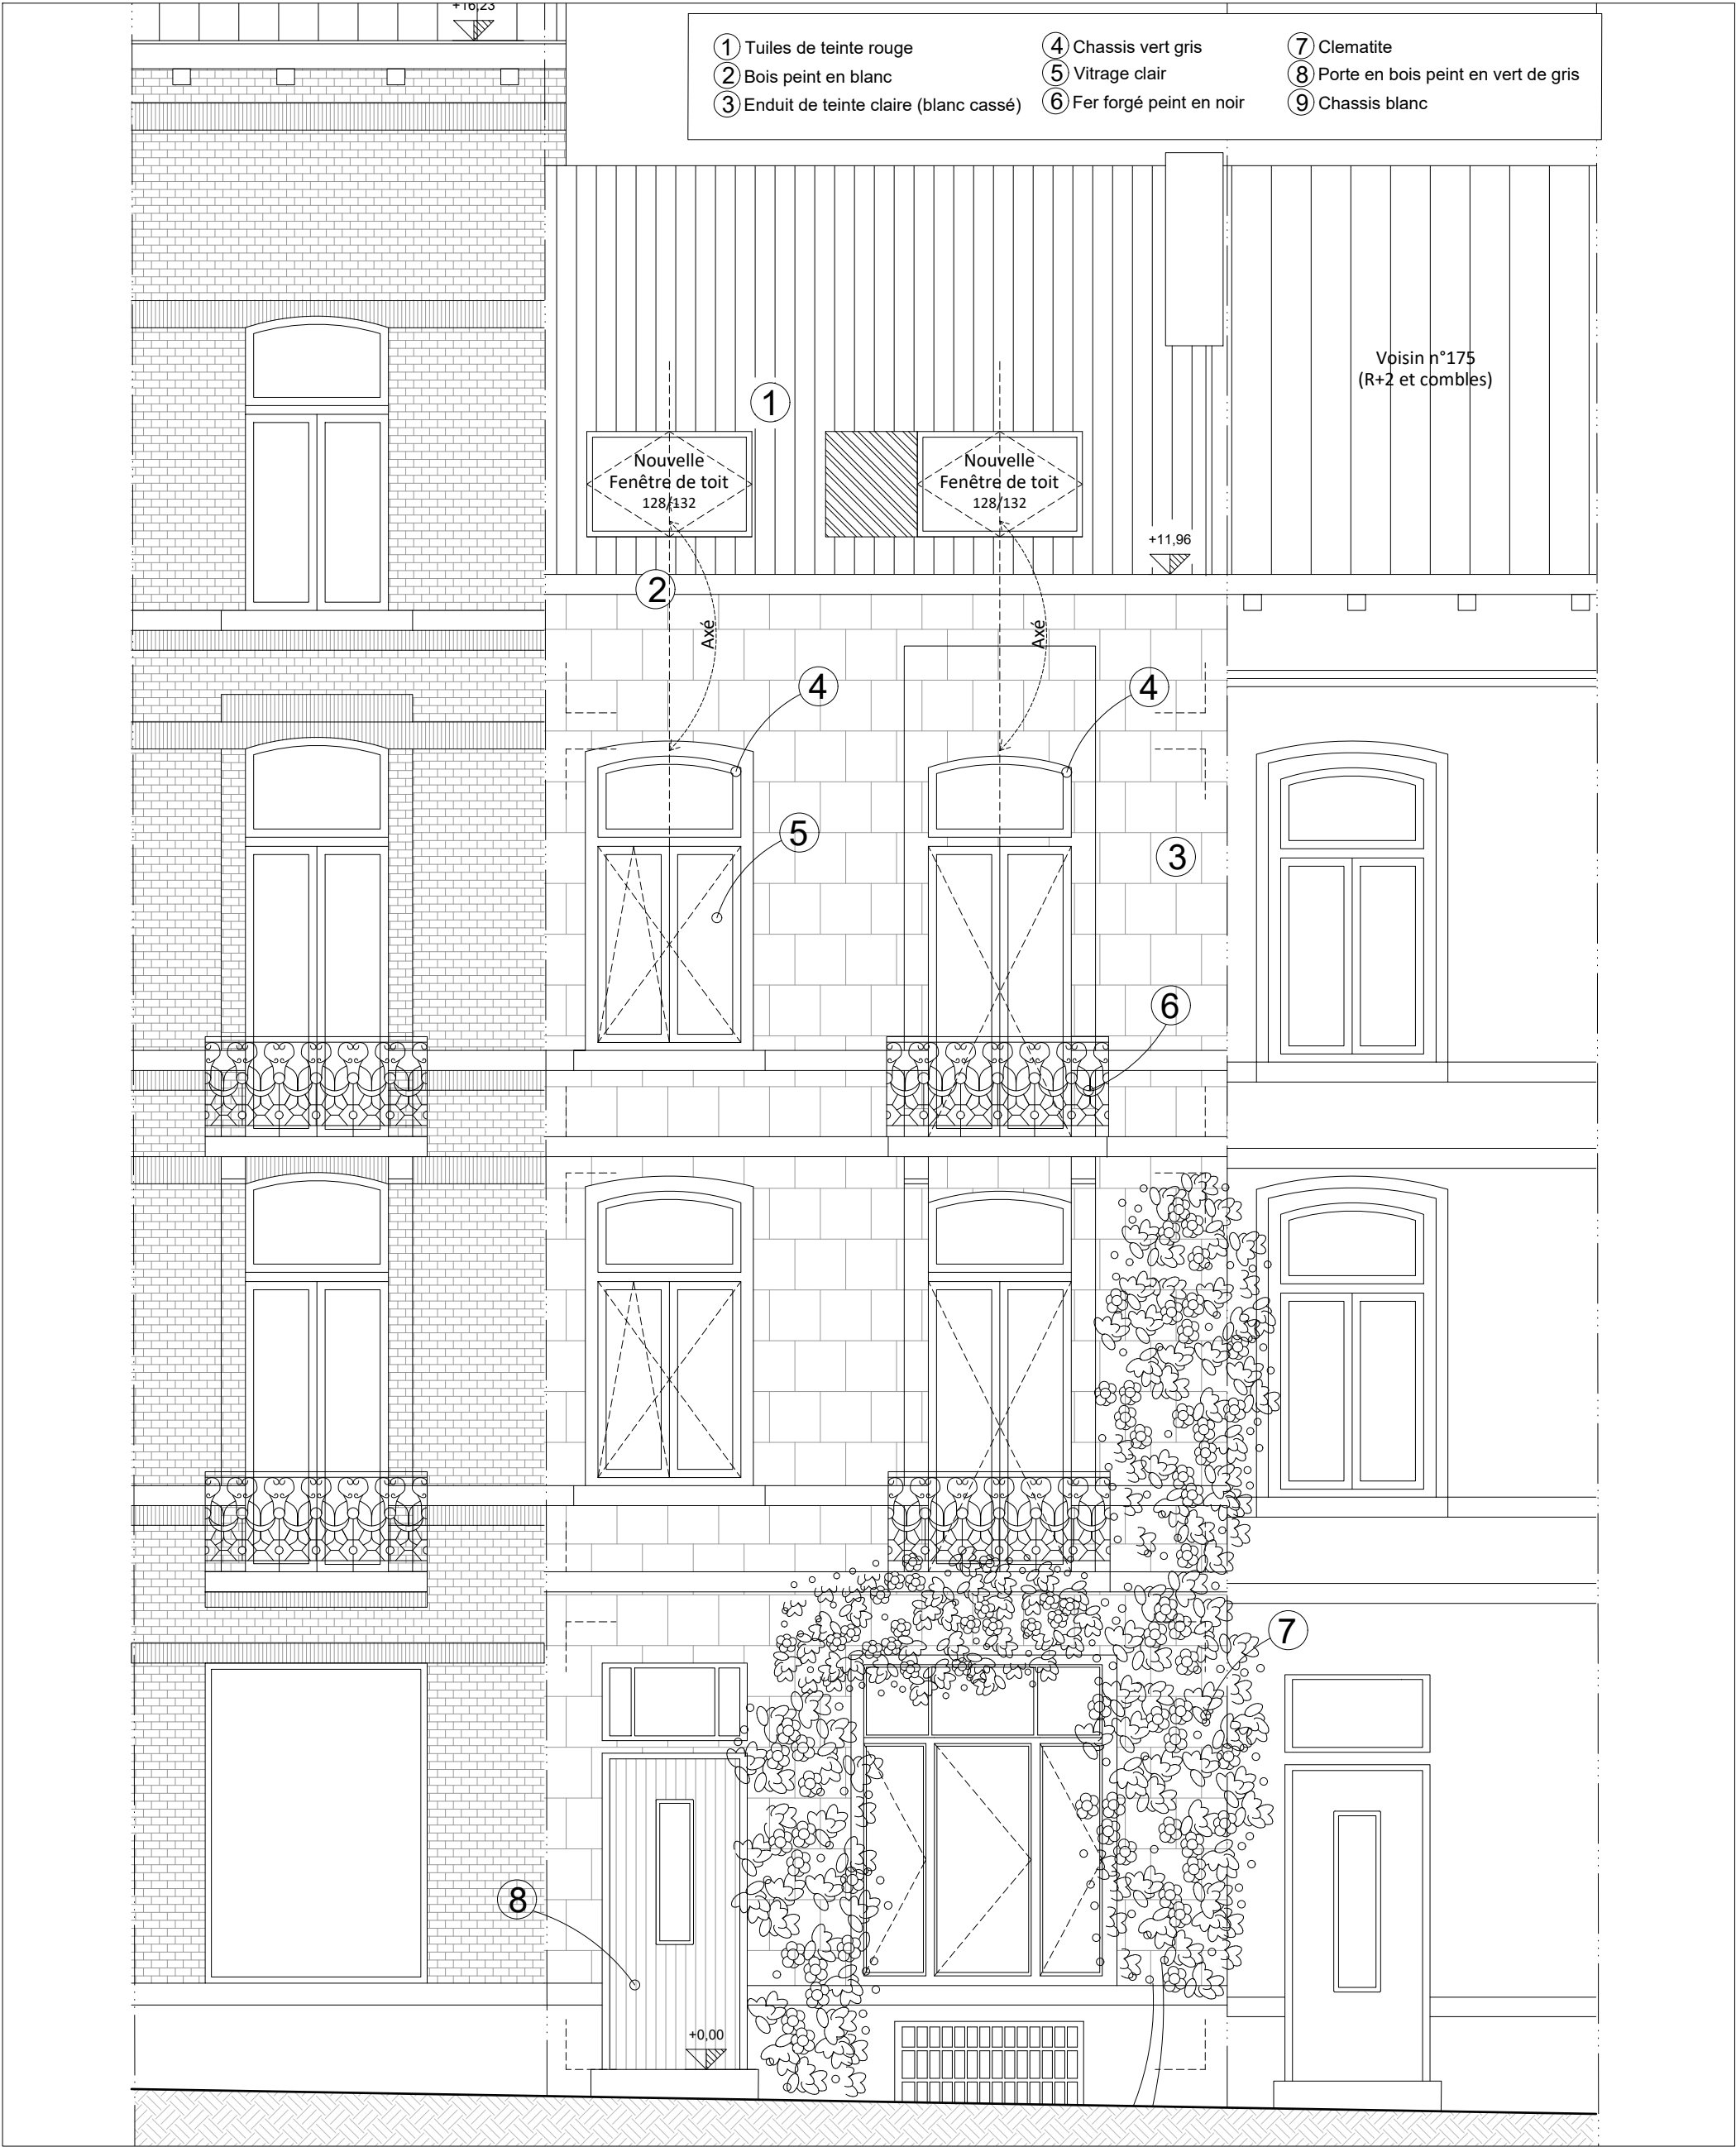 +16,23
1 Tuiles de teinte rouge
2 Bois peint en blanc
3 Enduit de teinte claire (blanc cassé)
4 Chassis vert gris
5 Vitrage clair
6 Fer forgé peint en noir
7 Clematite
8 Porte en bois peint en vert de gris
9 Chassis blanc
Voisin n°175
(R+2 et combles)
1
Nouvelle
Fenêtre de toit
128/132
Nouvelle
Fenêtre de toit
128/132
+11,96
2
Axé
Axé
4
4
5
3
6
7
8
+0,00